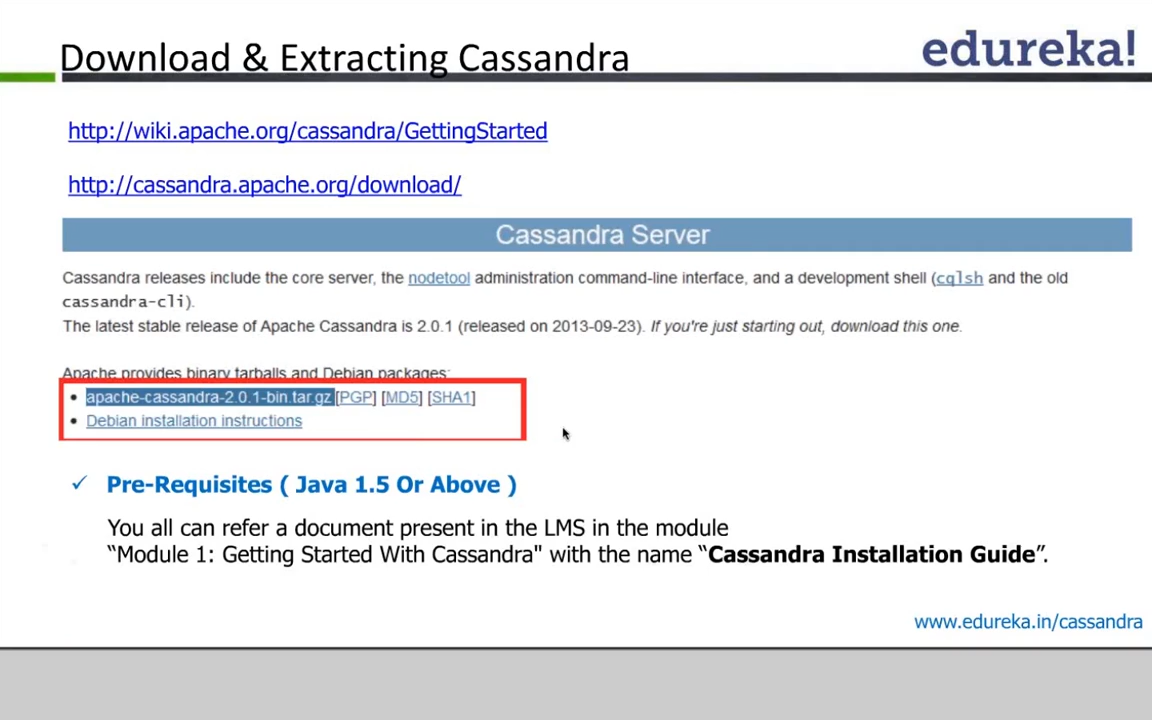 Download & Extracting Cassandra
edureka!
http://wiki.apache.org/cassandra/GettingStarted
http://cassandra.apache.org/download/
Cassandra Server
Cassandra releases include the core server, the nodetool administration command-line interface, and a development shell (cqlsh and the old
cassandra-cli).
The latest stable release of Apache Cassandra is 2.0.1 (released on 2013-09-23). If you're just starting out, download this one.
Apache provides binary tarballs and Debian packages:
• apache-cassandra-2.0.1-bin.tar.gz [PGP] [MD5] [SHA1]
• Debian installation instructions
✓ Pre-Requisites ( Java 1.5 Or Above )
You all can refer a document present in the LMS in the module
“Module 1: Getting Started With Cassandra" with the name “Cassandra Installation Guide”.
www.edureka.in/cassandra